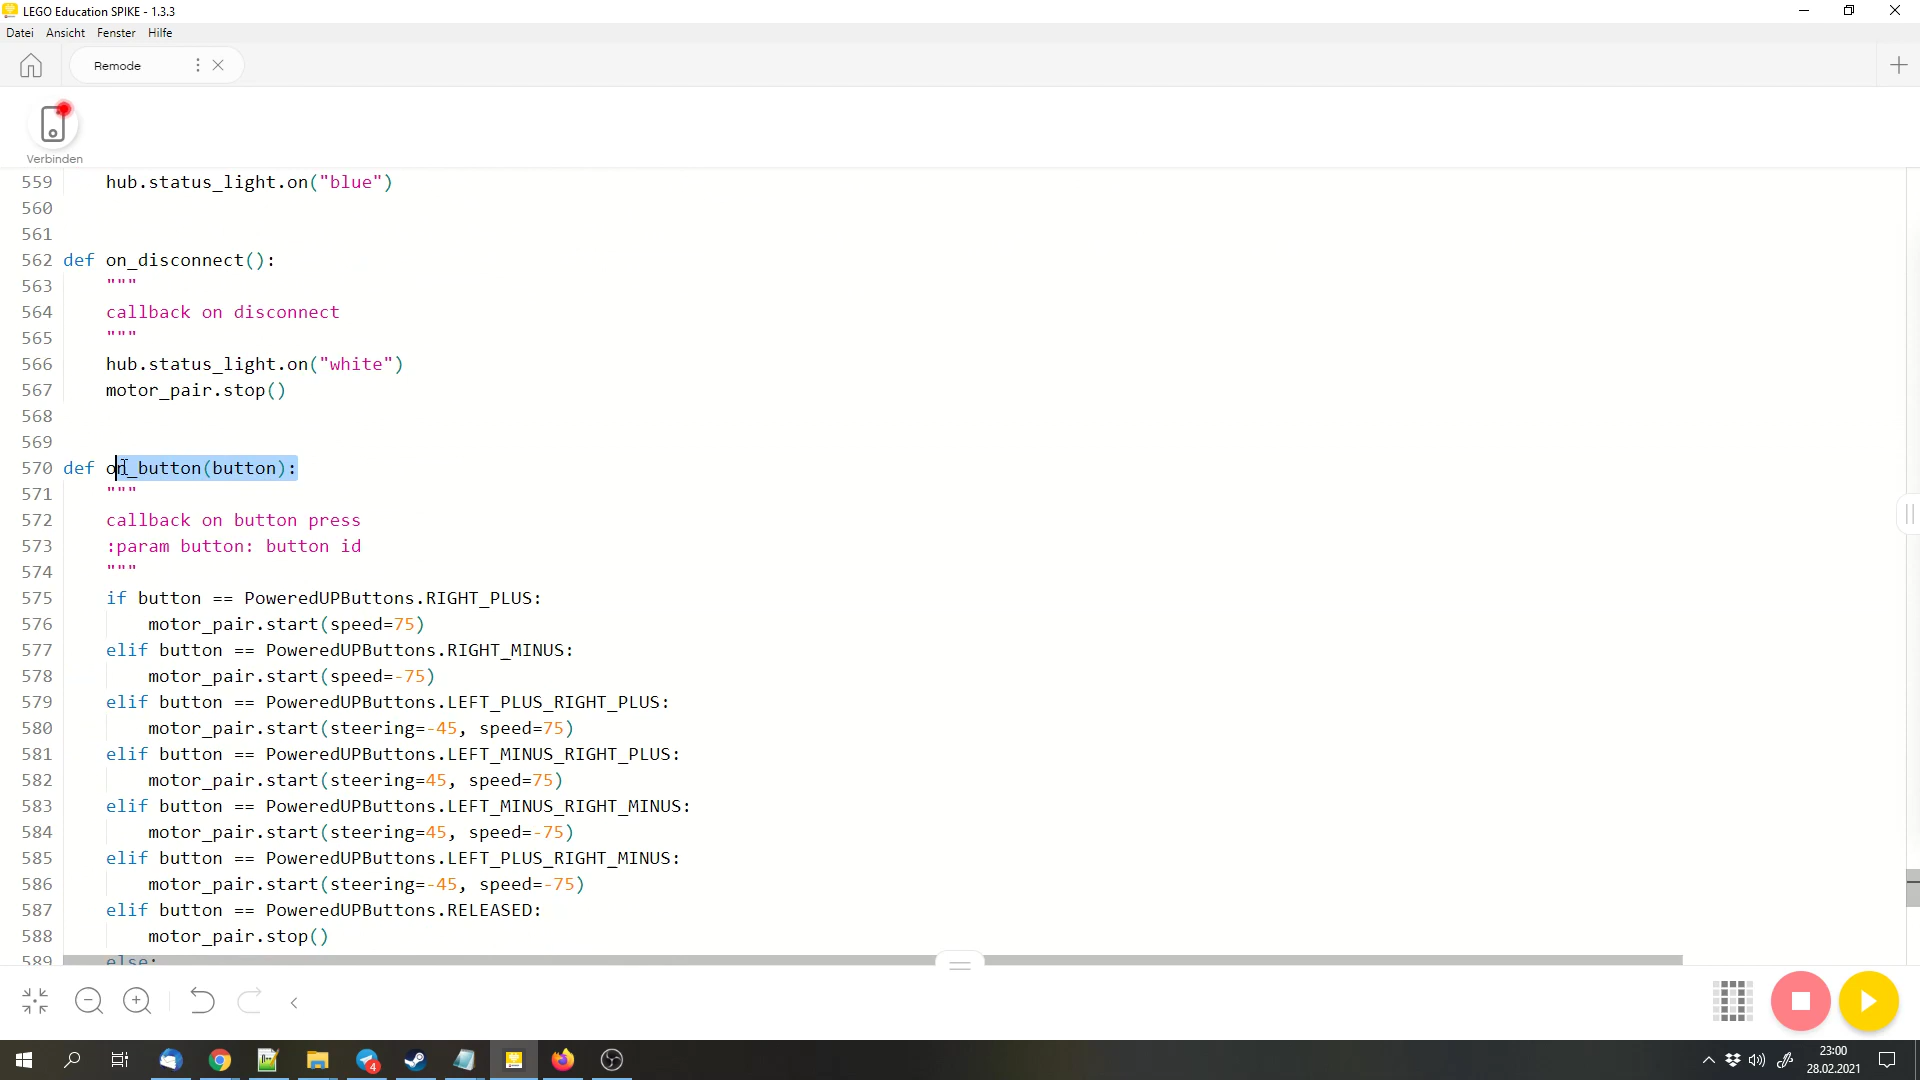 LEGO Education SPIKE - 1.3.3
Datei Ansicht Fenster Hilfe
Remode
Verbinden
559 hub.status_light.on("blue")
560
561
562 def on_disconnect():
563 """
564 callback on disconnect
565 """
566 hub.status_light.on("white")
567 motor_pair.stop()
568
569
570 def on_button(button):
571 """
572 callback on button press
573 :param button: button id
574 """
575 if button == PoweredUPButtons.RIGHT_PLUS:
576 motor_pair.start(speed=75)
577 elif button == PoweredUPButtons.RIGHT_MINUS:
578 motor_pair.start(speed=-75)
579 elif button == PoweredUPButtons.LEFT_PLUS_RIGHT_PLUS:
580 motor_pair.start(steering=-45, speed=75)
581 elif button == PoweredUPButtons.LEFT_MINUS_RIGHT_PLUS:
582 motor_pair.start(steering=45, speed=75)
583 elif button == PoweredUPButtons.LEFT_MINUS_RIGHT_MINUS:
584 motor_pair.start(steering=45, speed=-75)
585 elif button == PoweredUPButtons.LEFT_PLUS_RIGHT_MINUS:
586 motor_pair.start(steering=-45, speed=-75)
587 elif button == PoweredUPButtons.RELEASED:
588 motor_pair.stop()
589 else:
4
23:00
28.02.2021